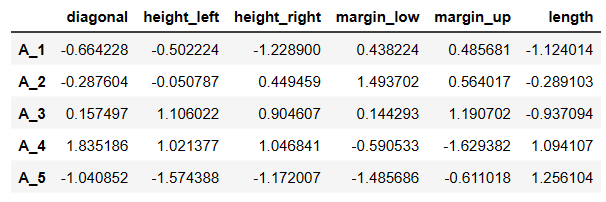 diagonal height_left height_right margin_low margin_up length
A_1 -0.664228 -0.502224 -1.228900 0.438224 0.485681 -1.124014
A_2 -0.287604 -0.050787 0.449459 1.493702 0.564017 -0.289103
A_3 0.157497 1.106022 0.904607 0.144293 1.190702 -0.937094
A_4 1.835186 1.021377 1.046841 -0.590533 -1.629382 1.094107
A_5 -1.040852 -1.574388 -1.172007 -1.485686 -0.611018 1.256104